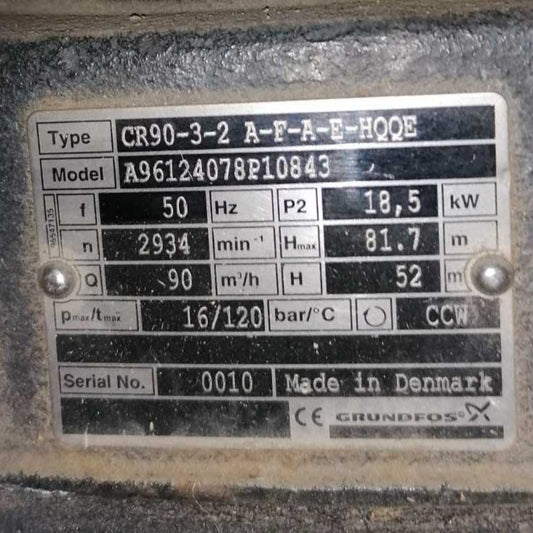 Type CR90-3-2 A-F-A-E-HQQE
Model A96124078P10843
f 50 Hz P2 18,5 kW
n 2934 min⁻¹ Hmax 81.7 m
Q 90 m³/h H 52 m
pmax/tmax 16/120 bar/°C CCW
Serial No. 0010 Made in Denmark
CE GRUNDFOS
96487135